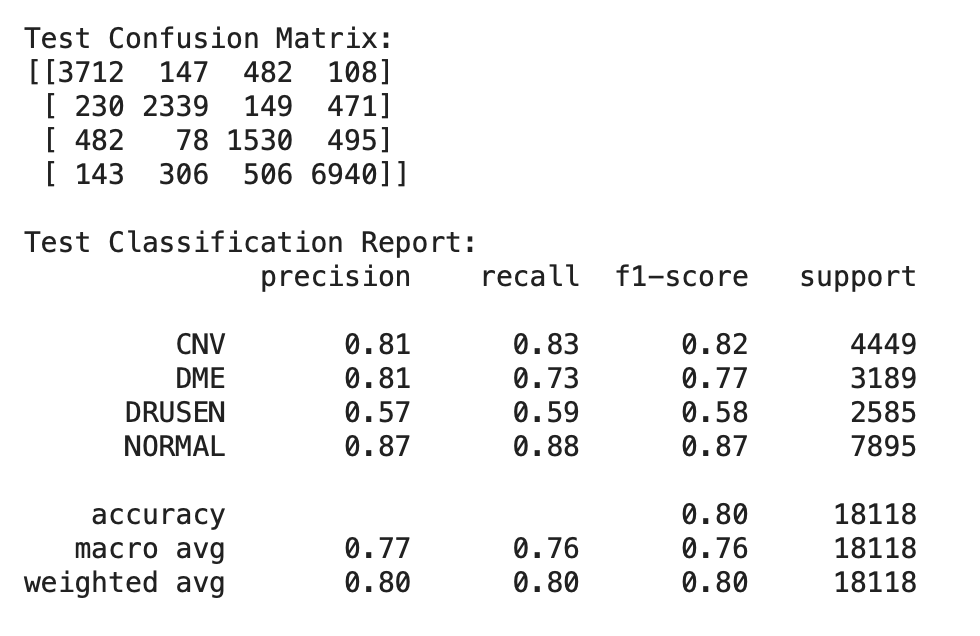 Test Confusion Matrix:
[[3712  147  482  108]
 [ 230 2339  149  471]
 [ 482   78 1530  495]
 [ 143  306  506 6940]]
Test Classification Report:
              precision    recall  f1-score   support
         CNV       0.81      0.83      0.82      4449
         DME       0.81      0.73      0.77      3189
      DRUSEN       0.57      0.59      0.58      2585
      NORMAL       0.87      0.88      0.87      7895
    accuracy                           0.80     18118
   macro avg       0.77      0.76      0.76     18118
weighted avg       0.80      0.80      0.80     18118